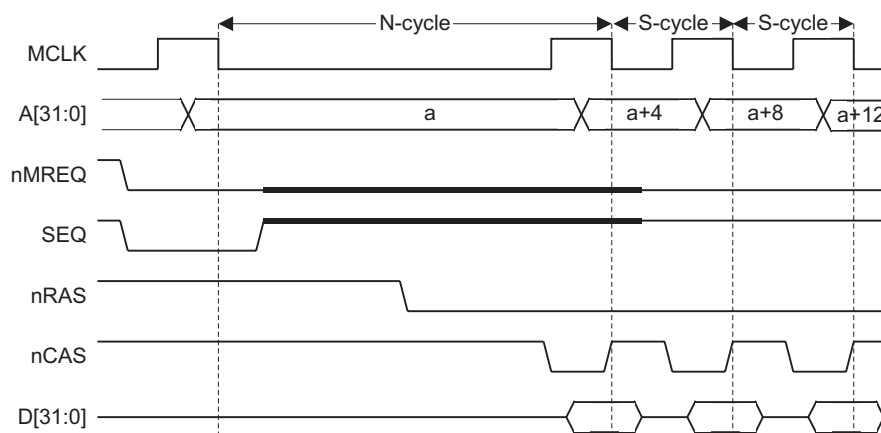 N-cycle S-cycle S-cycle
MCLK
A[31:0] a a+4 a+8 a+12
nMREQ
SEQ
nRAS
nCAS
D[31:0]